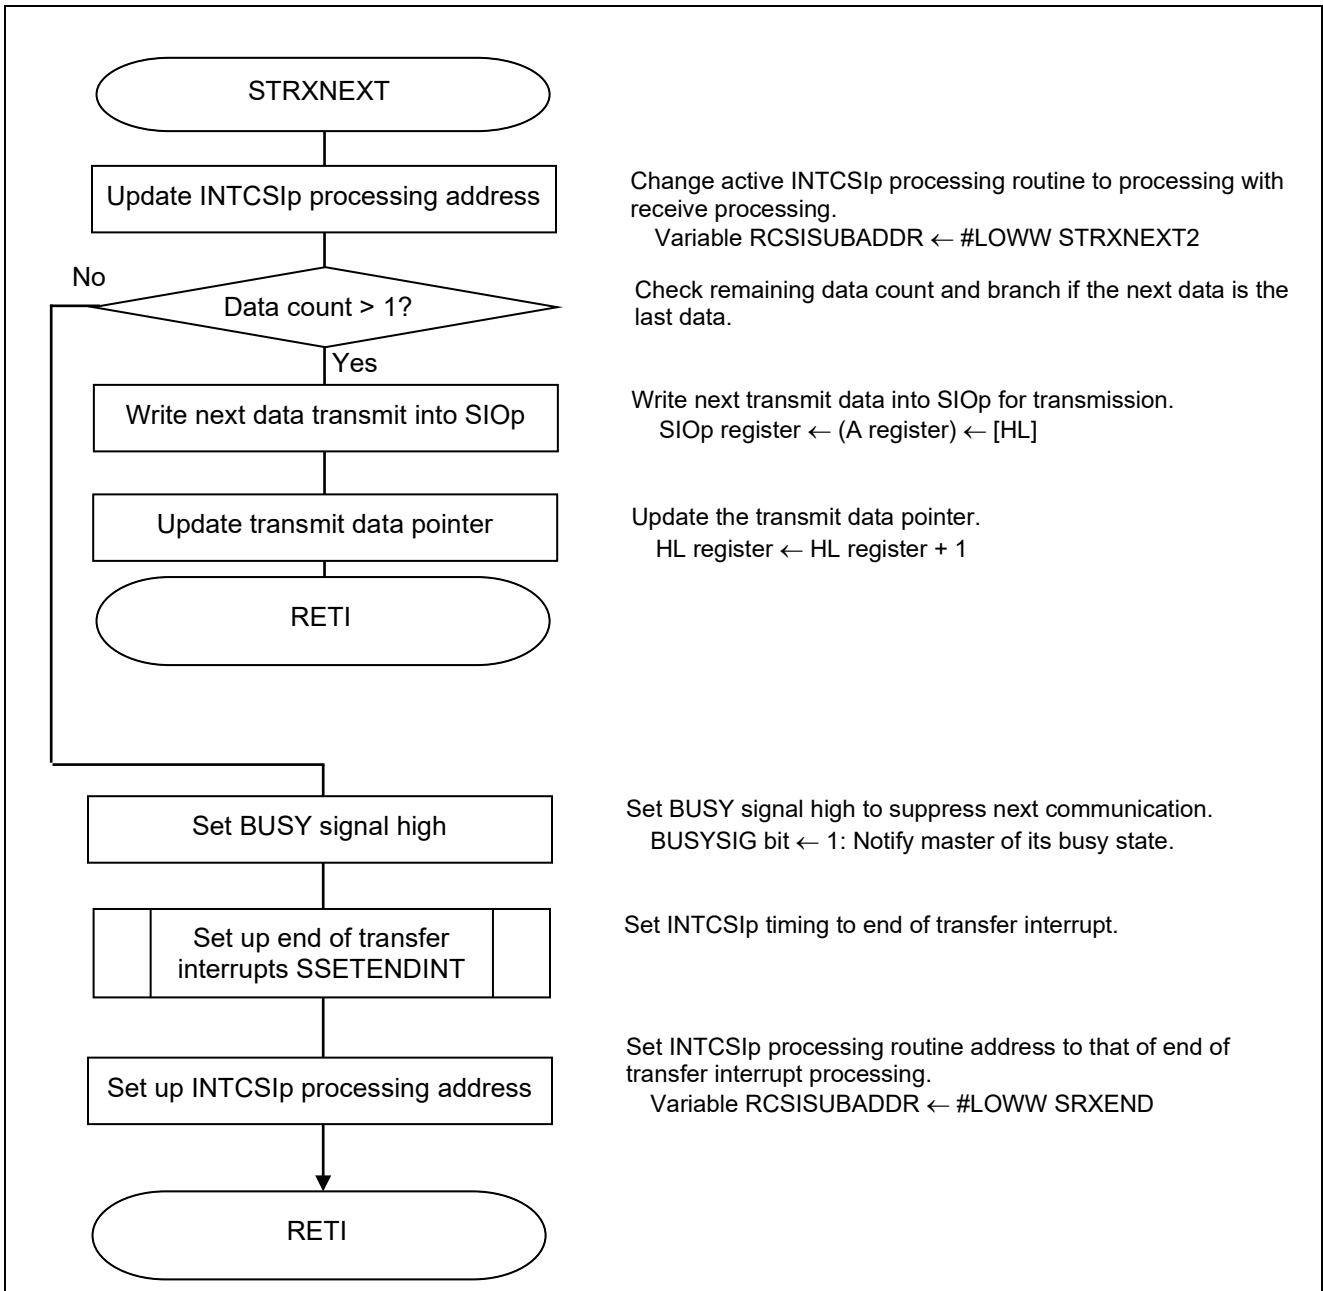 STRXNEXT
Update INTCSIp processing address
Change active INTCSIp processing routine to processing with
receive processing.
Variable RCSISUBADDR ← #LOWW STRXNEXT2
No
Data count > 1?
Check remaining data count and branch if the next data is the
last data.
Yes
Write next data transmit into SIOp
Write next transmit data into SIOp for transmission.
SIOp register ← (A register) ← [HL]
Update transmit data pointer
Update the transmit data pointer.
HL register ← HL register + 1
RETI
Set BUSY signal high
Set BUSY signal high to suppress next communication.
BUSYSIG bit ← 1: Notify master of its busy state.
Set up end of transfer
interrupts SSETENDINT
Set INTCSIp timing to end of transfer interrupt.
Set up INTCSIp processing address
Set INTCSIp processing routine address to that of end of
transfer interrupt processing.
Variable RCSISUBADDR ← #LOWW SRXEND
RETI